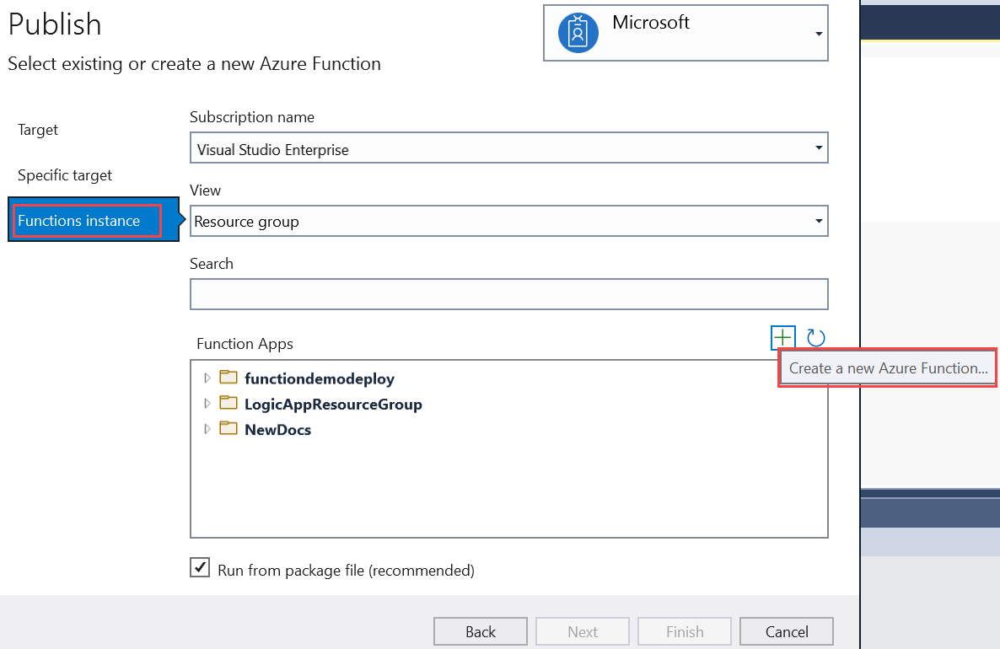 Publish
Microsoft
Select existing or create a new Azure Function
Target
Specific target
Functions instance
Subscription name
Visual Studio Enterprise
View
Resource group
Search
Function Apps
Create a new Azure Function...
functiondemodeploy
LogicAppResourceGroup
NewDocs
Run from package file (recommended)
Back
Next
Finish
Cancel